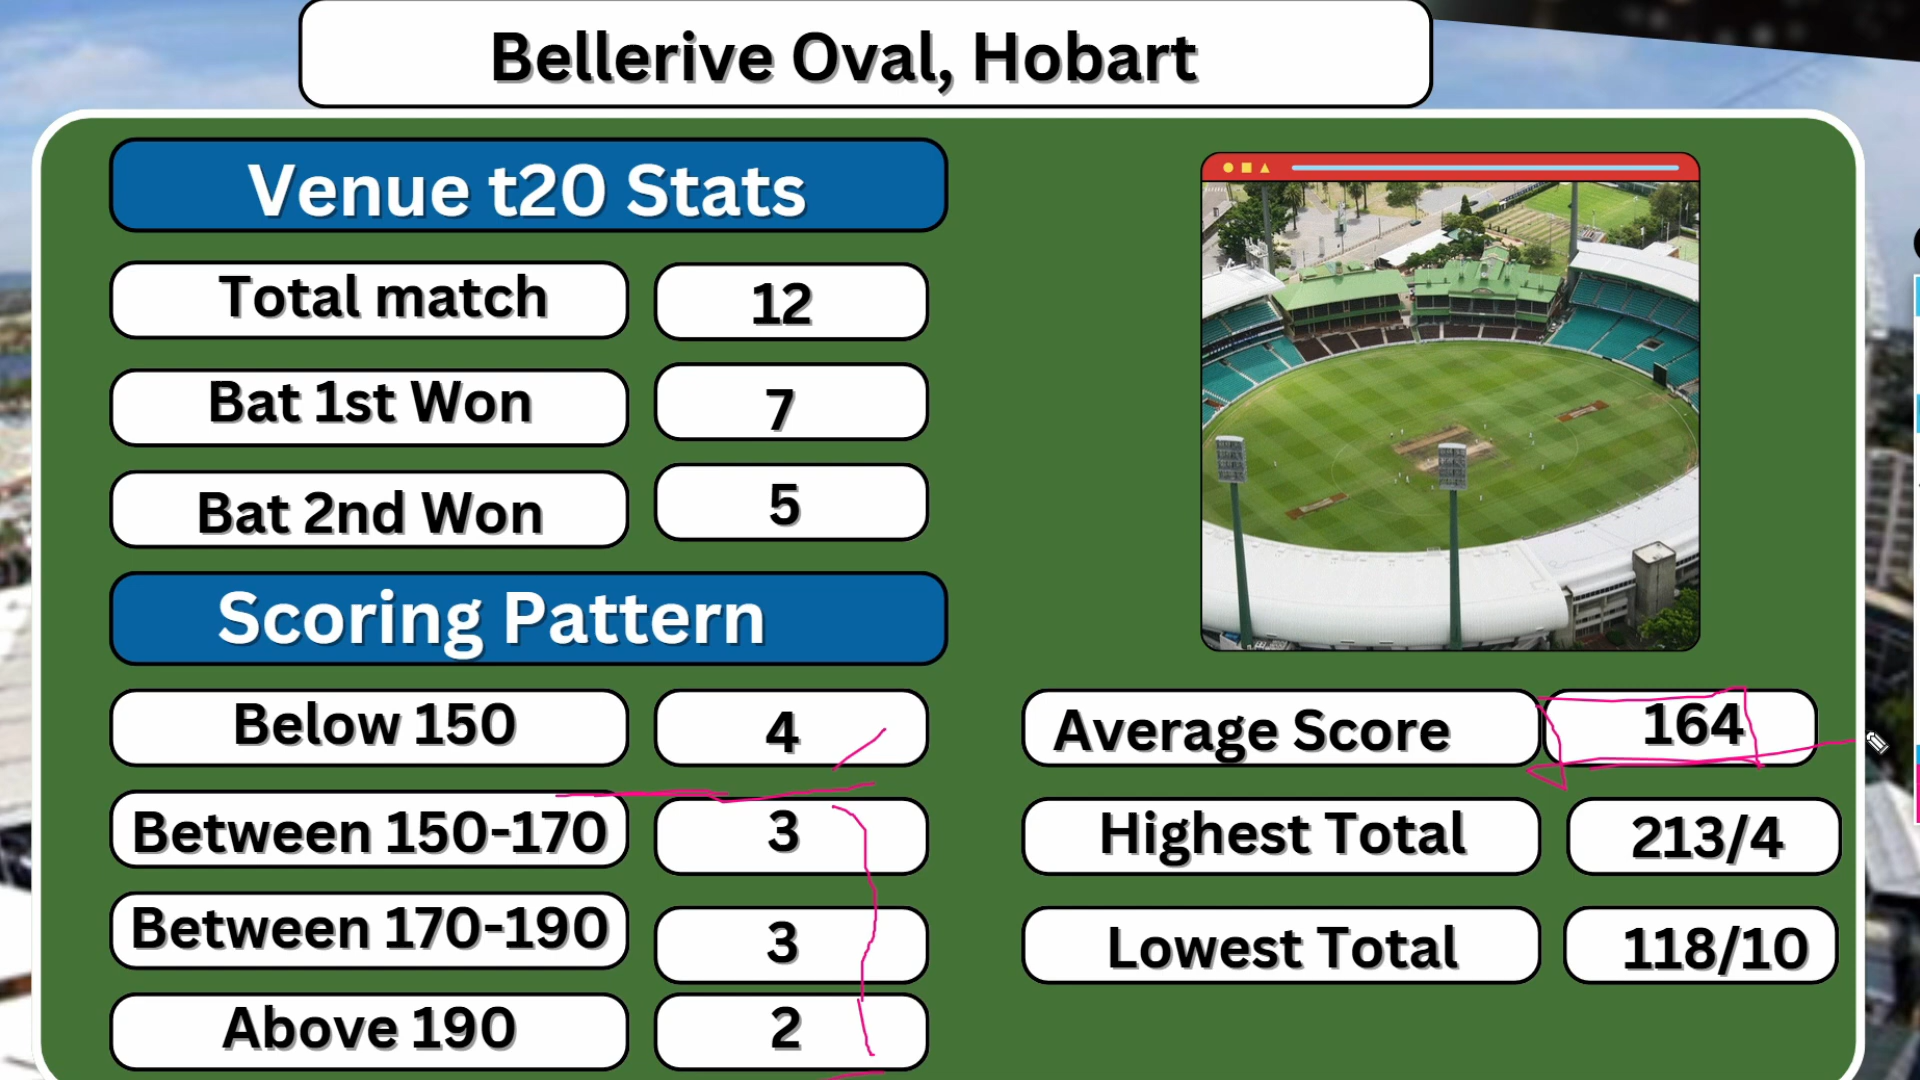 Bellerive Oval, Hobart
Venue t20 Stats
Total match 12
Bat 1st Won 7
Bat 2nd Won 5
Scoring Pattern
Below 150 4
Between 150-170 3
Between 170-190 3
Above 190 2
Average Score 164
Highest Total 213/4
Lowest Total 118/10